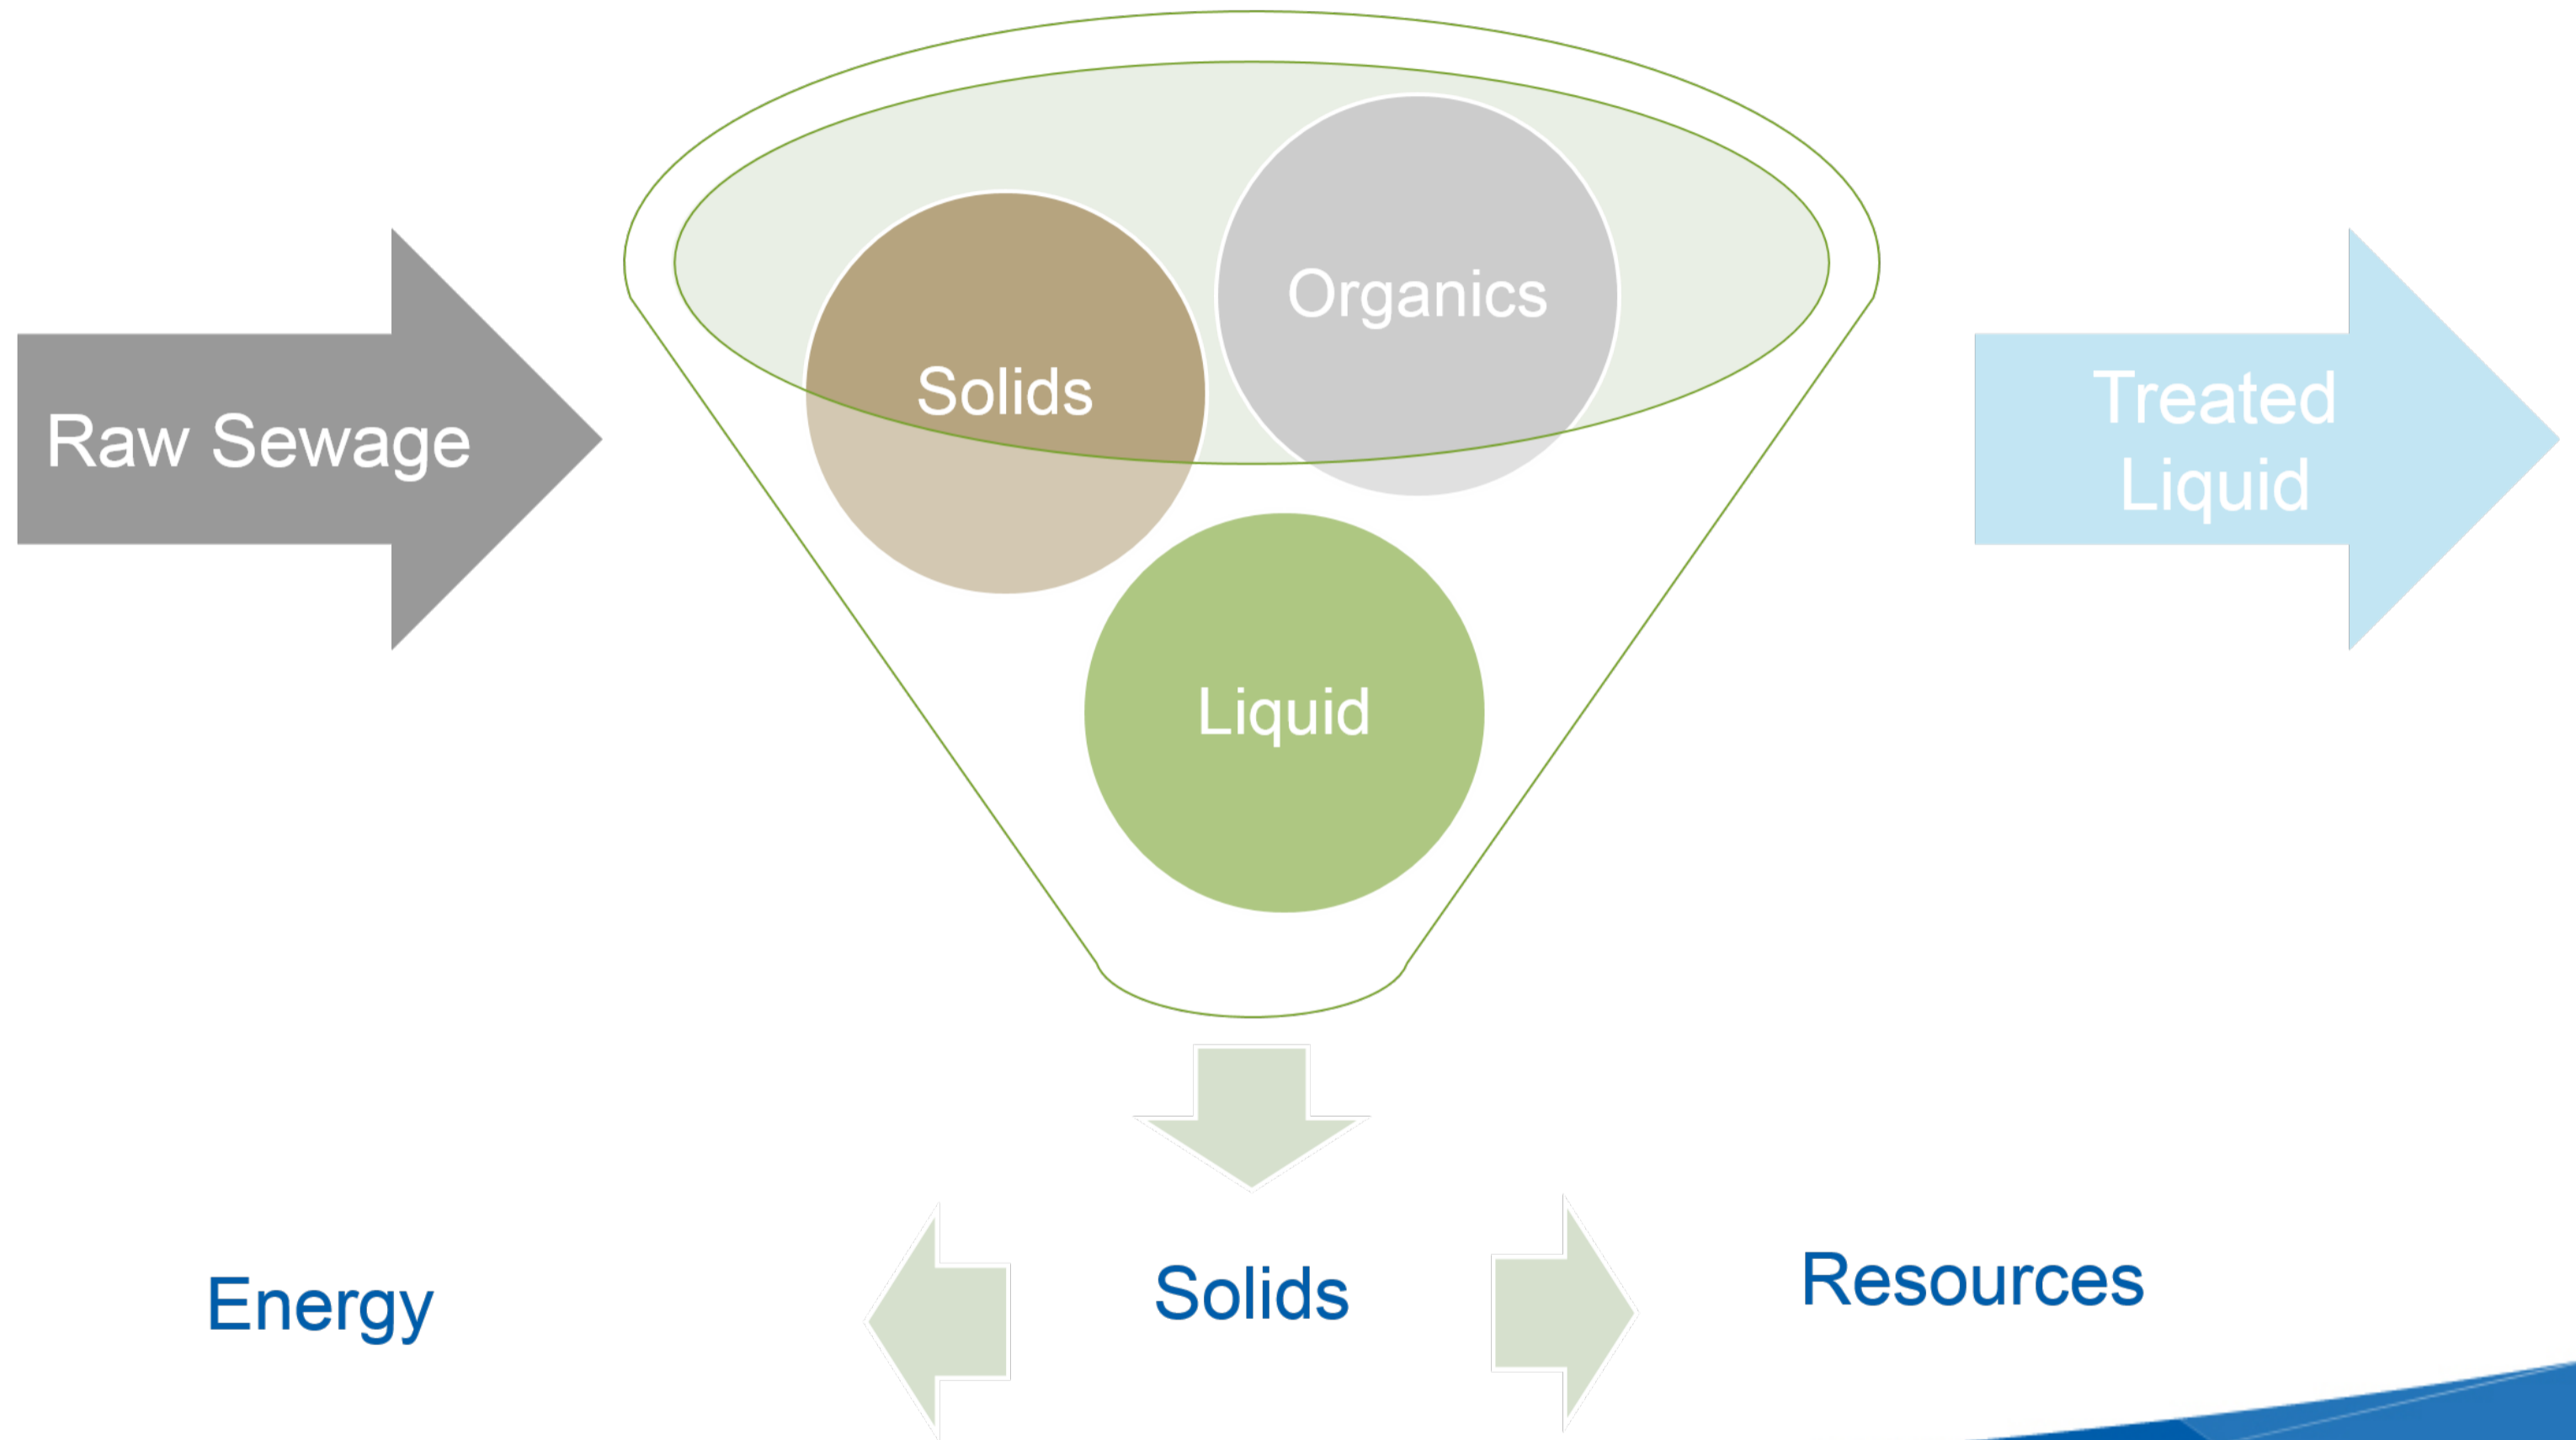 Raw Sewage
Solids
Organics
Liquid
Treated
Liquid
Energy
Solids
Resources